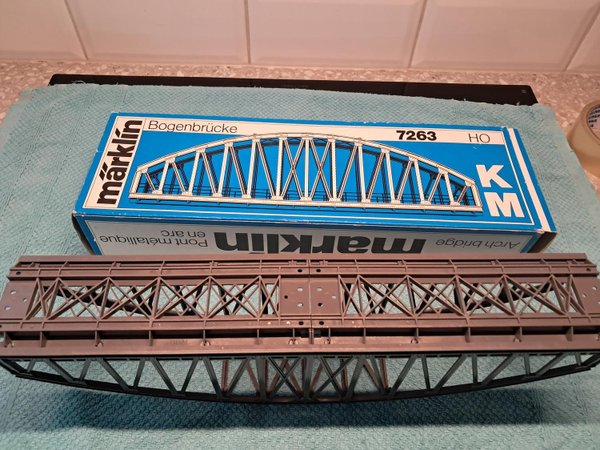 märklin
Bogenbrücke
7263
HO
K
M
Pont métallique
en arc
märklin
Arch bridge